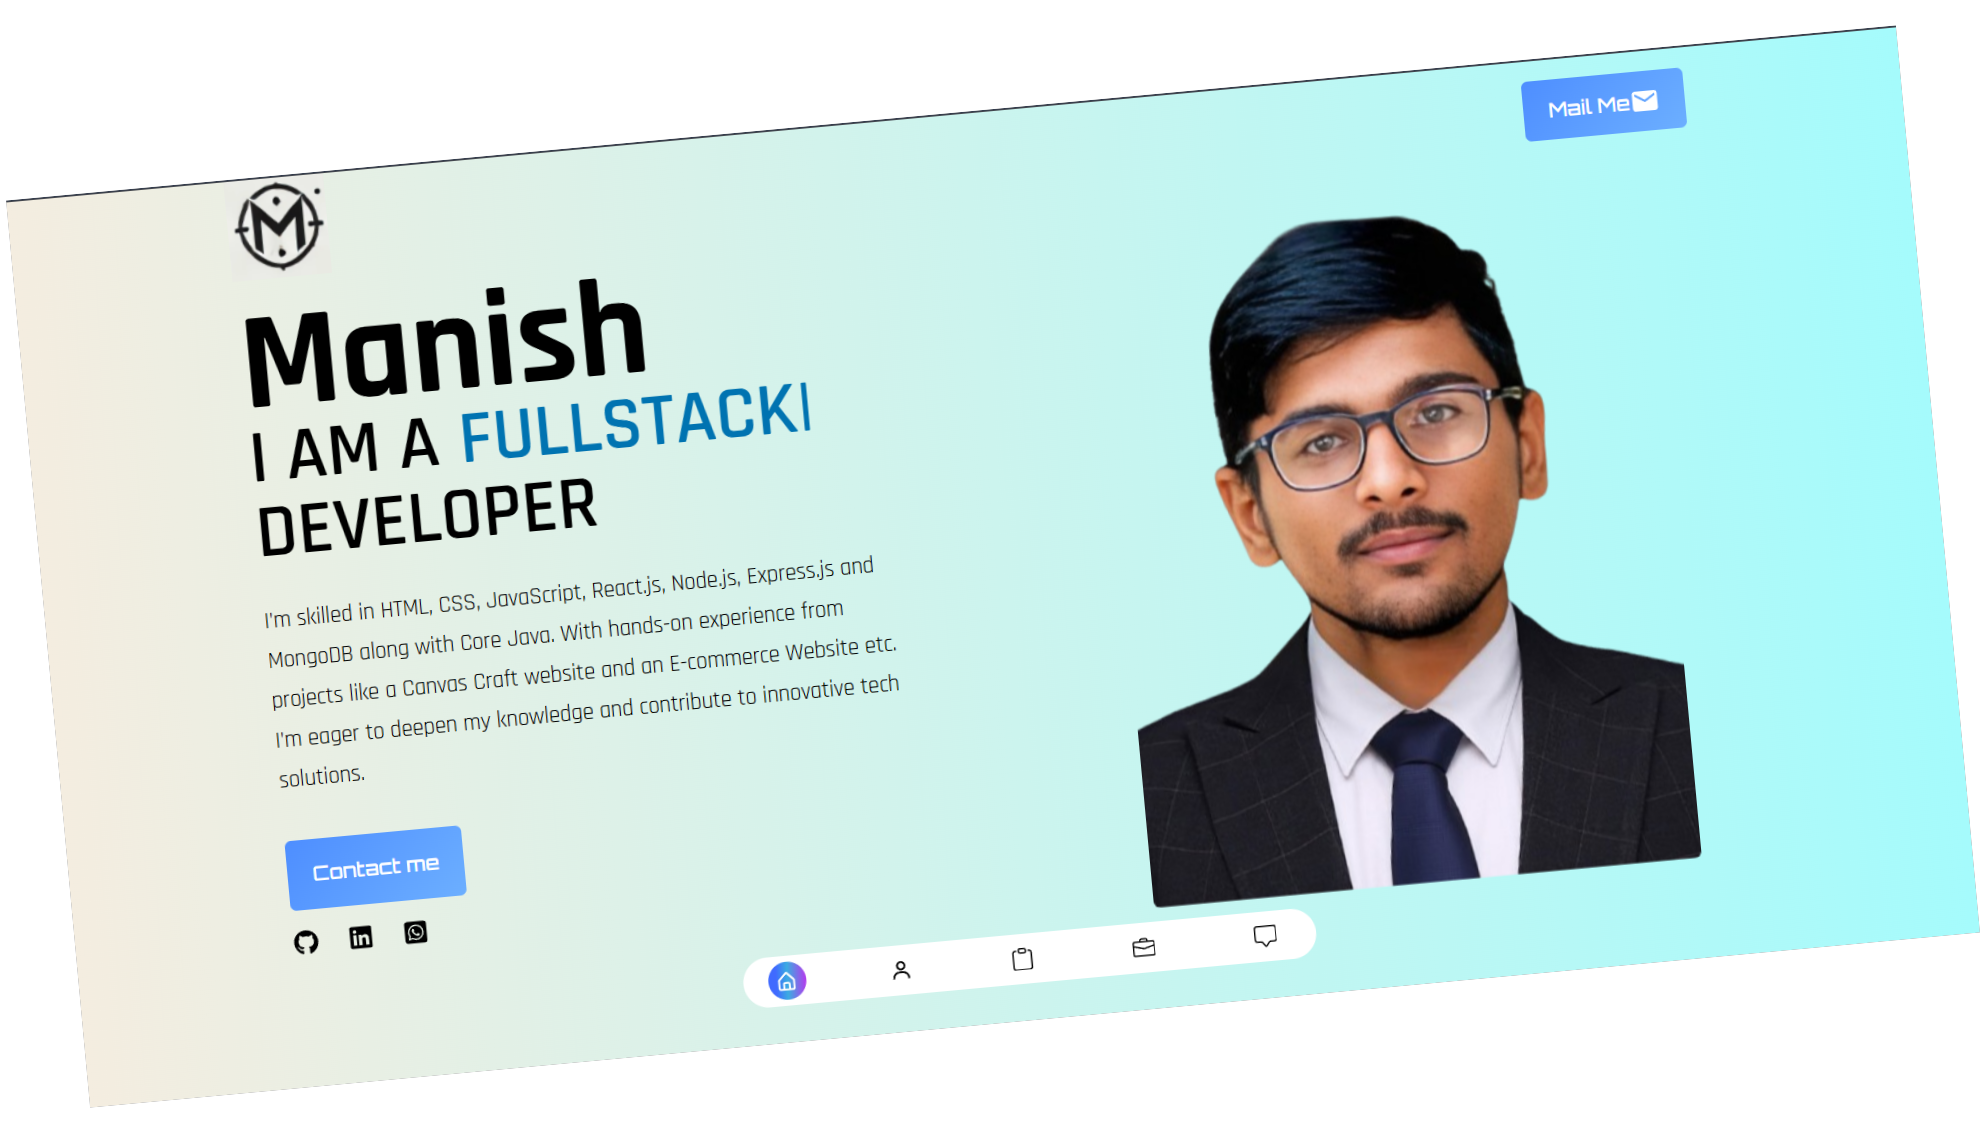 Mail Me
M
Manish
I AM A FULLSTACK|
DEVELOPER
I'm skilled in HTML, CSS, JavaScript, React.js, Node.js, Express.js and
MongoDB along with Core Java. With hands-on experience from
projects like a Canvas Craft website and an E-commerce Website etc.
I'm eager to deepen my knowledge and contribute to innovative tech
solutions.
Contact me
in